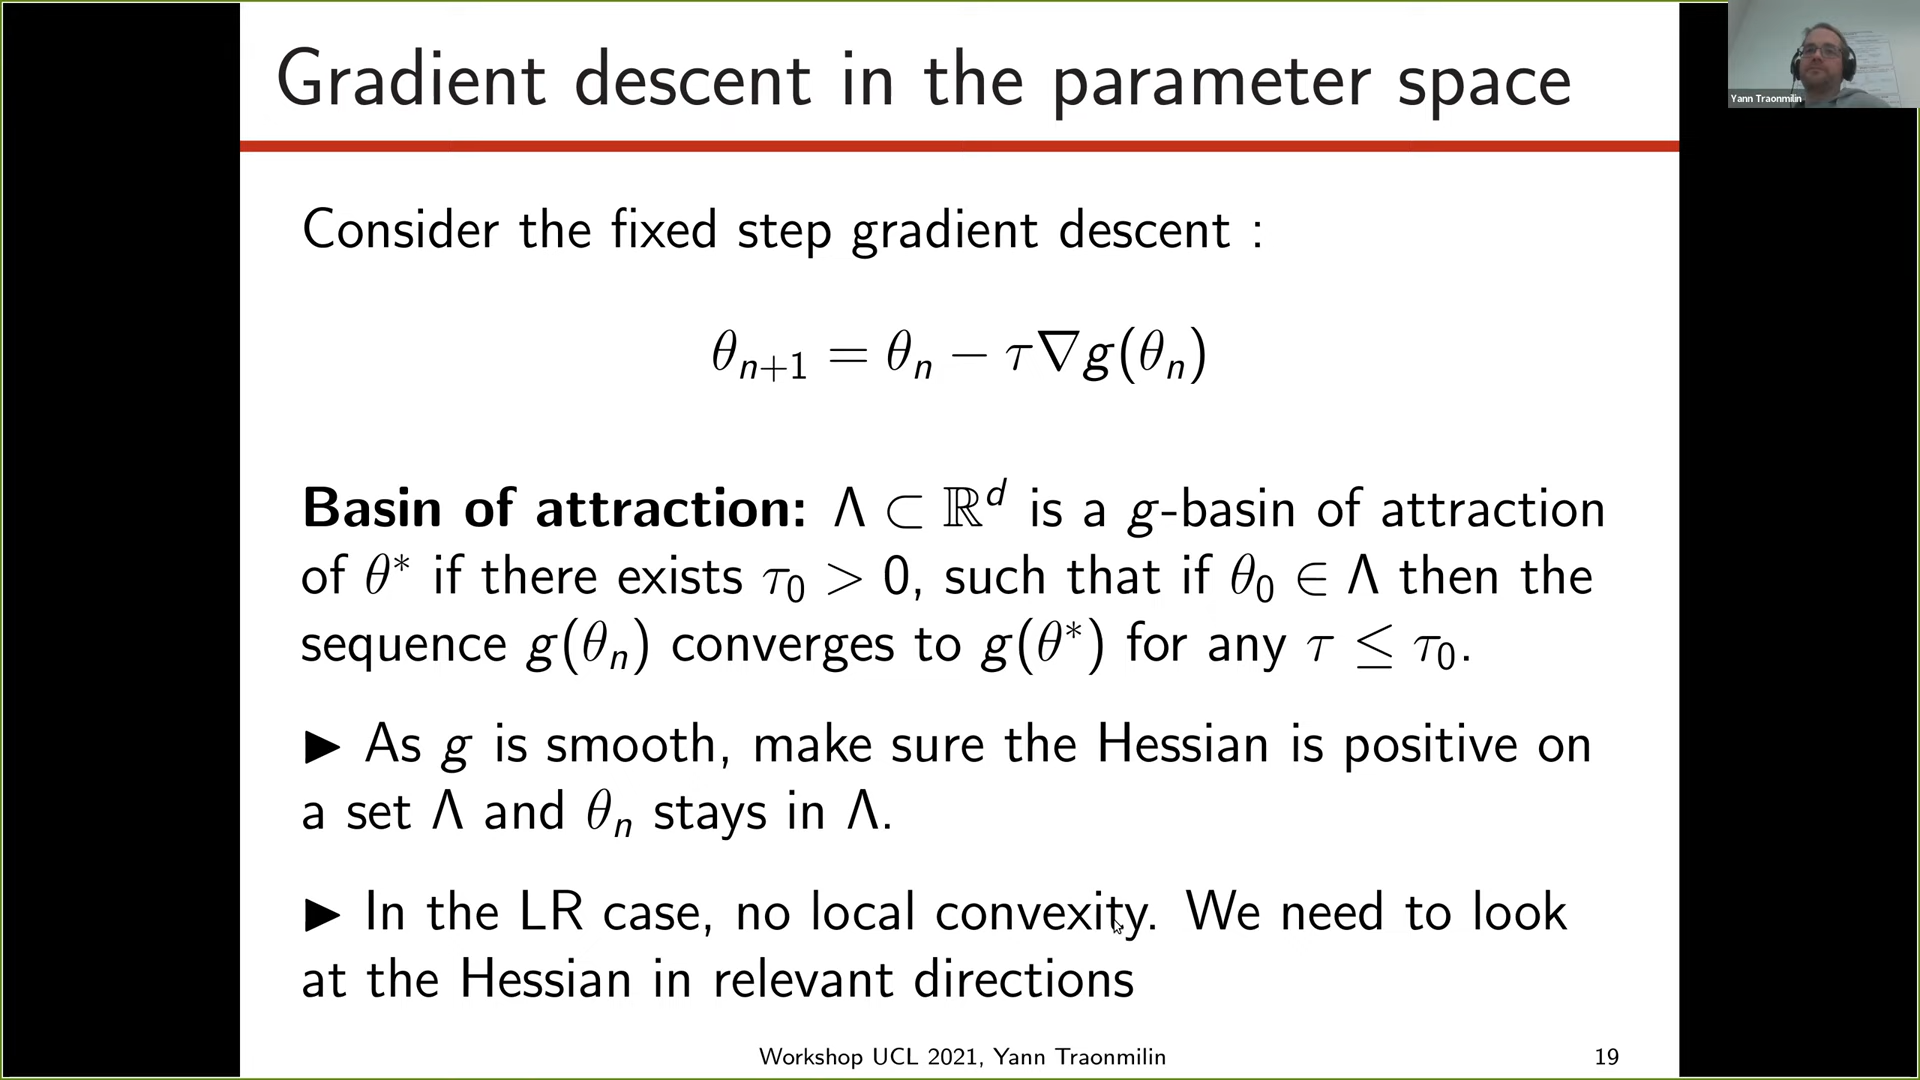 Gradient descent in the parameter space
Yann Traonmilin
Consider the fixed step gradient descent :
θ_{n+1} = θ_n − τ∇g(θ_n)
Basin of attraction: Λ ⊂ ℝ^d is a g-basin of attraction
of θ* if there exists τ_0 > 0, such that if θ_0 ∈ Λ then the
sequence g(θ_n) converges to g(θ*) for any τ ≤ τ_0.
▶ As g is smooth, make sure the Hessian is positive on
a set Λ and θ_n stays in Λ.
▶ In the LR case, no local convexity. We need to look
at the Hessian in relevant directions
Workshop UCL 2021, Yann Traonmilin
19